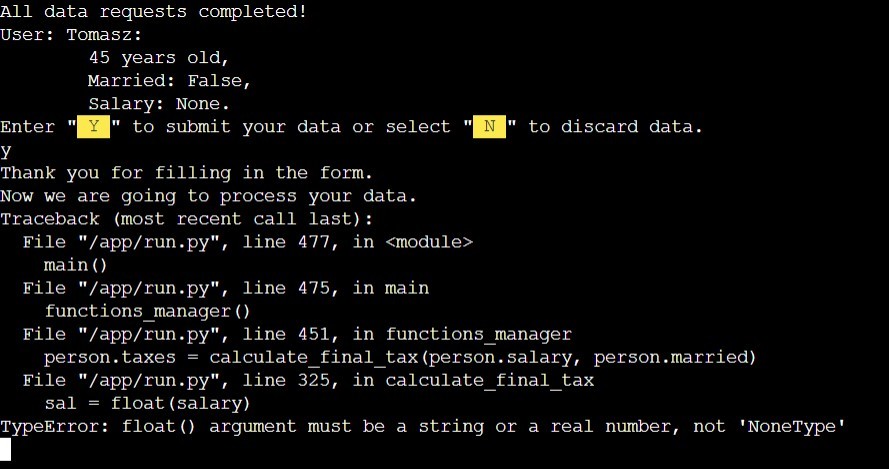 All data requests completed!
User: Tomasz:
        45 years old,
        Married: False,
        Salary: None.
Enter " Y " to submit your data or select " N " to discard data.
y
Thank you for filling in the form.
Now we are going to process your data.
Traceback (most recent call last):
  File "/app/run.py", line 477, in <module>
    main()
  File "/app/run.py", line 475, in main
    functions_manager()
  File "/app/run.py", line 451, in functions_manager
    person.taxes = calculate_final_tax(person.salary, person.married)
  File "/app/run.py", line 325, in calculate_final_tax
    sal = float(salary)
TypeError: float() argument must be a string or a real number, not 'NoneType'